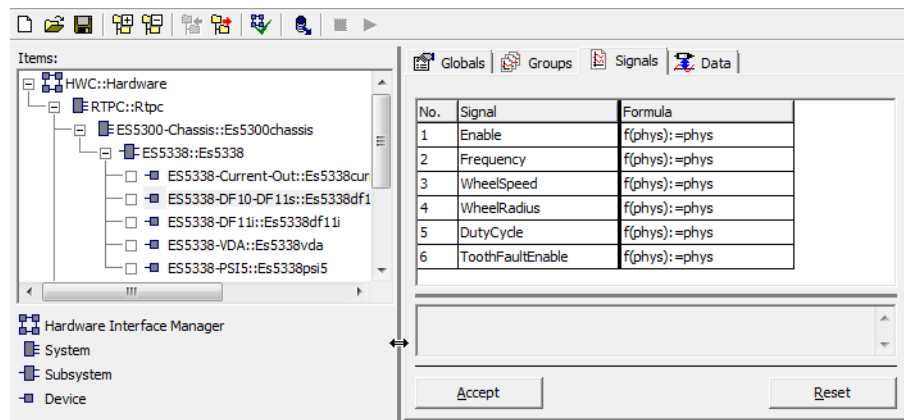 Items:
HWC::Hardware
RTPC::Rtpc
ES5300-Chassis::Es5300chassis
ES5338::Es5338
ES5338-Current-Out::Es5338cur
ES5338-DF10-DF11s::Es5338df1
ES5338-DF11i::Es5338df11i
ES5338-VDA::Es5338vda
ES5338-PSI5::Es5338psi5
Hardware Interface Manager
System
Subsystem
Device
Globals Groups Signals Data
No. Signal Formula
1 Enable f(phys):=phys
2 Frequency f(phys):=phys
3 WheelSpeed f(phys):=phys
4 WheelRadius f(phys):=phys
5 DutyCycle f(phys):=phys
6 ToothFaultEnable f(phys):=phys
Accept Reset